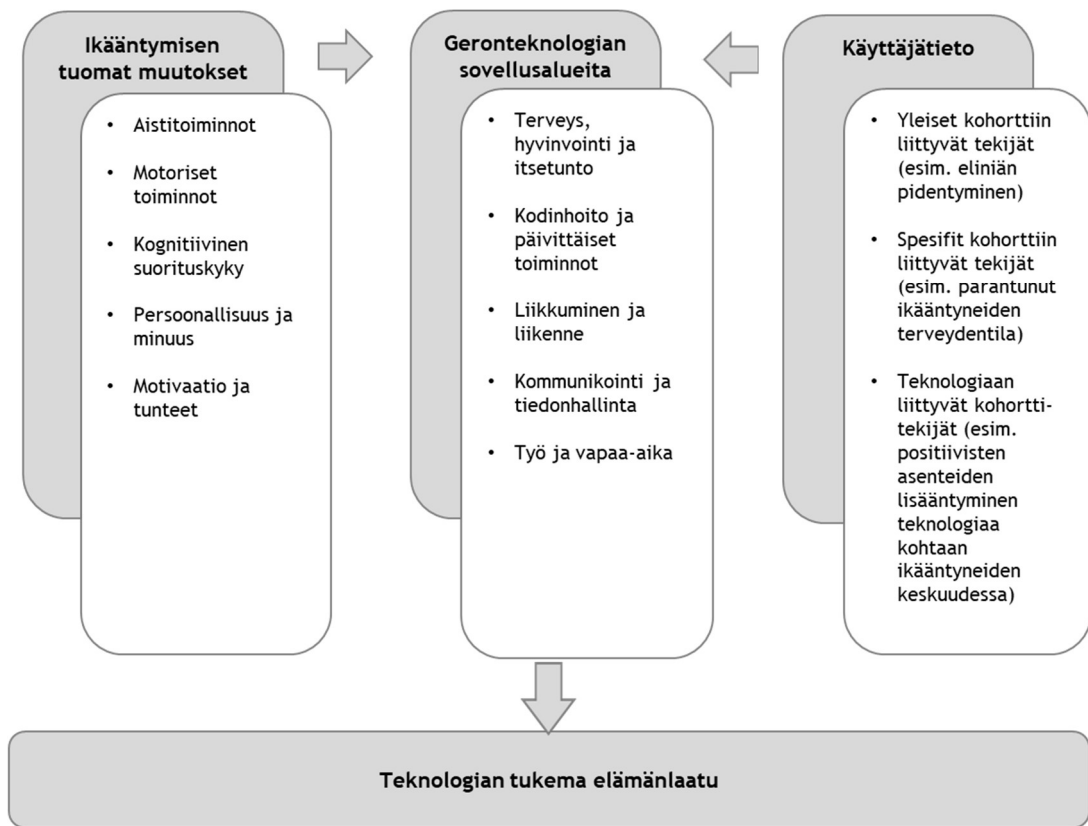 Ikääntymisen
tuomat muutokset
• Aistitoiminnot
• Motoriset
toiminnot
• Kognitiivinen
suorituskyky
• Persoonallisuus ja
minuus
• Motivaatio ja
tunteet
Geronteknologian
sovellusalueita
• Terveys,
hyvinvointi ja
itsetunto
• Kodinhoito ja
päivittäiset
toiminnot
• Liikkuminen ja
liikenne
• Kommunikointi ja
tiedonhallinta
• Työ ja vapaa-aika
Käyttäjätieto
• Yleiset kohorttiin
liittyvät tekijät
(esim. eliniän
pidentyminen)
• Spesifit kohorttiin
liittyvät tekijät
(esim. parantunut
ikääntyneiden
terveydentila)
• Teknologiaan
liittyvät kohortti-
tekijät (esim.
positiivisten
asenteiden
lisääntyminen
teknologiaa
kohtaan
ikääntyneiden
keskuudessa)
Teknologian tukema elämänlaatu